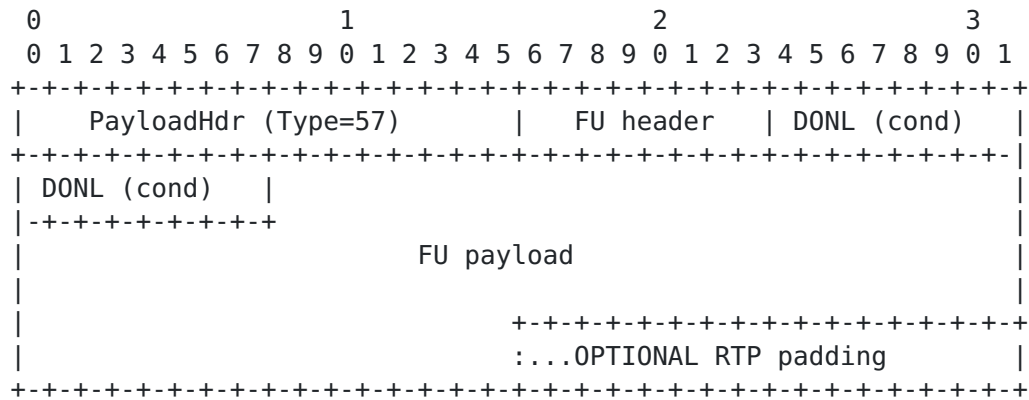 0                   1                   2                   3
 0 1 2 3 4 5 6 7 8 9 0 1 2 3 4 5 6 7 8 9 0 1 2 3 4 5 6 7 8 9 0 1
+-+-+-+-+-+-+-+-+-+-+-+-+-+-+-+-+-+-+-+-+-+-+-+-+-+-+-+-+-+-+-+-+
|    PayloadHdr (Type=57)       |   FU header   | DONL (cond)   |
+-+-+-+-+-+-+-+-+-+-+-+-+-+-+-+-+-+-+-+-+-+-+-+-+-+-+-+-+-+-+-+-|
| DONL (cond)   |                                               |
|-+-+-+-+-+-+-+-+                                               |
|                         FU payload                            |
|                                                               |
|                               +-+-+-+-+-+-+-+-+-+-+-+-+-+-+-+-+
|                               :...OPTIONAL RTP padding        |
+-+-+-+-+-+-+-+-+-+-+-+-+-+-+-+-+-+-+-+-+-+-+-+-+-+-+-+-+-+-+-+-+